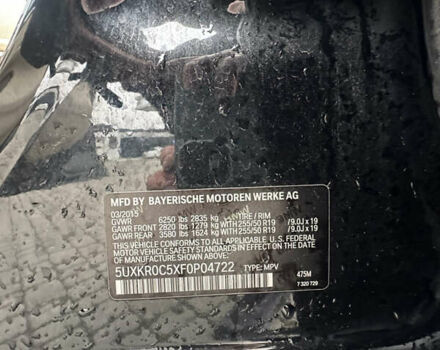 MFD BY BAYERISCHE MOTOREN WERKE AG
03/2015
GVWR 6250 lbs 2835 kg TIRE / RIM
GAWR FRONT 2820 lbs 1279 kg WITH 255/50 R19 / 9.0J x 19
GAWR REAR 3580 lbs 1624 kg WITH 255/50 R19 / 9.0J x 19
THIS VEHICLE CONFORMS TO ALL APPLICABLE
U.S. FEDERAL MOTOR VEHICLE SAFETY
STANDARDS IN EFFECT ON THE DATE OF
MANUFACTURE SHOWN ABOVE
5UXKR0C5XF0P04722 TYPE: MPV 475M
7 320 729